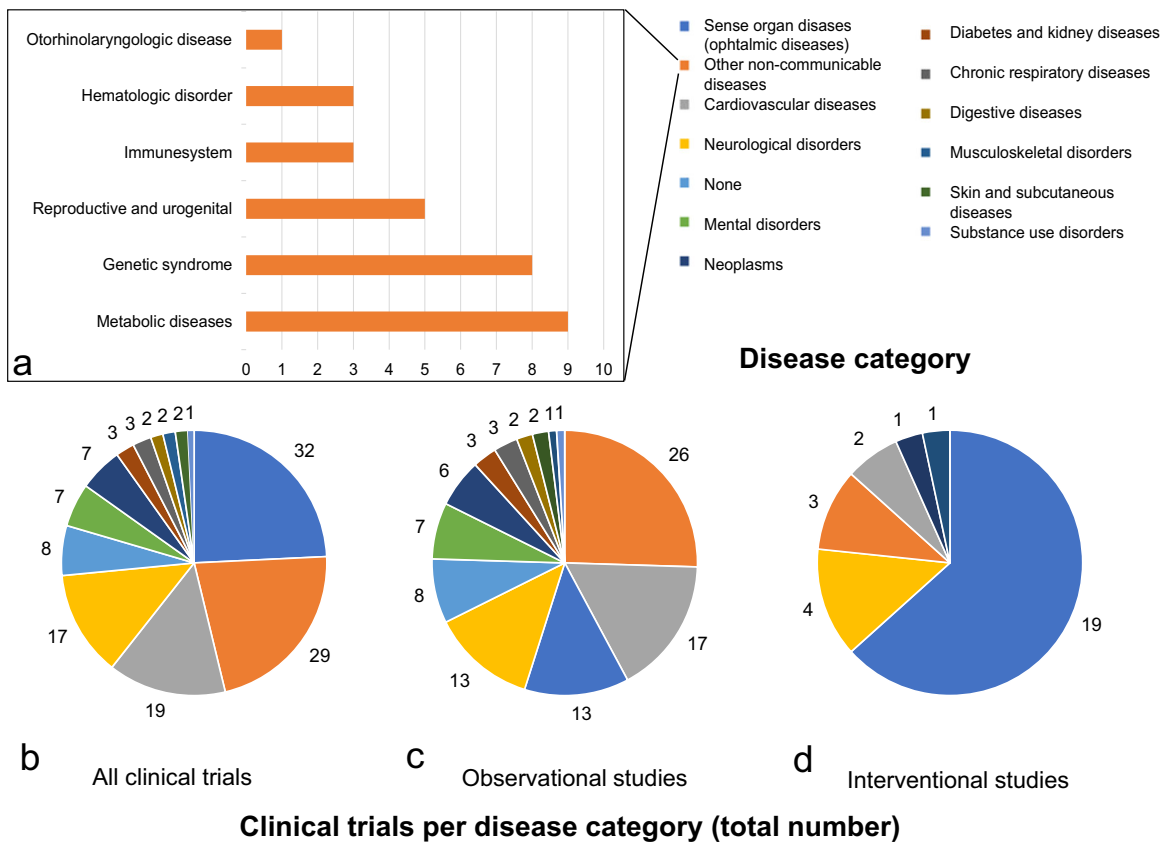 Otorhinolaryngologic disease
Hematologic disorder
Immunesystem
Reproductive and urogenital
Genetic syndrome
Metabolic diseases
0 1 2 3 4 5 6 7 8 9 10
a
Sense organ disases
(ophtalmic diseases)
Other non-communicable
diseases
Cardiovascular diseases
Neurological disorders
None
Mental disorders
Neoplasms
Diabetes and kidney diseases
Chronic respiratory diseases
Digestive diseases
Musculoskeletal disorders
Skin and subcutaneous
diseases
Substance use disorders
Disease category
32
29
19
17
8
7
7
3
3
2
2
2
1
b
All clinical trials
26
17
13
13
8
7
6
3
3
2
2
1
1
c
Observational studies
19
4
3
2
1
1
d
Interventional studies
Clinical trials per disease category (total number)